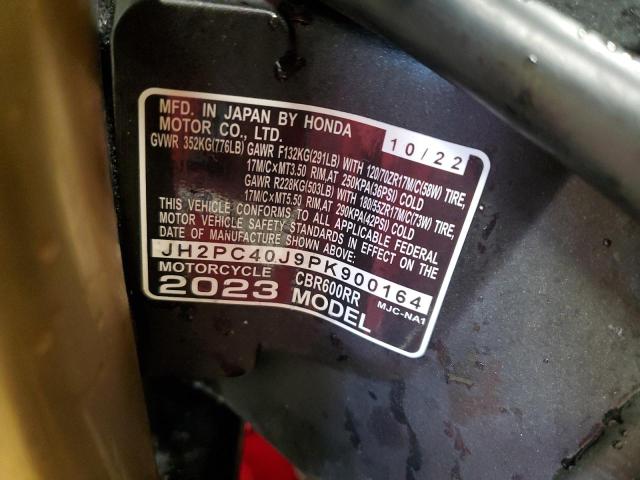 MFD. IN JAPAN BY HONDA
MOTOR CO., LTD.
10/22
GVWR 352KG(776LB) GAWR F132KG(291LB) WITH 120/70ZR17M/C(58W) TIRE,
17M/C×MT3.50 RIM,AT 250KPA(36PSI) COLD
GAWR R228KG(503LB) WITH 180/55ZR17M/C(73W) TIRE,
17M/C×MT5.50 RIM,AT 290KPA(42PSI) COLD
THIS VEHICLE CONFORMS TO ALL APPLICABLE FEDERAL
MOTOR VEHICLE SAFETY STANDARDS IN EFFECT ON THE
DATE OF MANUFACTURE SHOWN ABOVE:
JH2PC40J9PK900164
MOTORCYCLE CBR600RR MJC-NA1
2023 MODEL